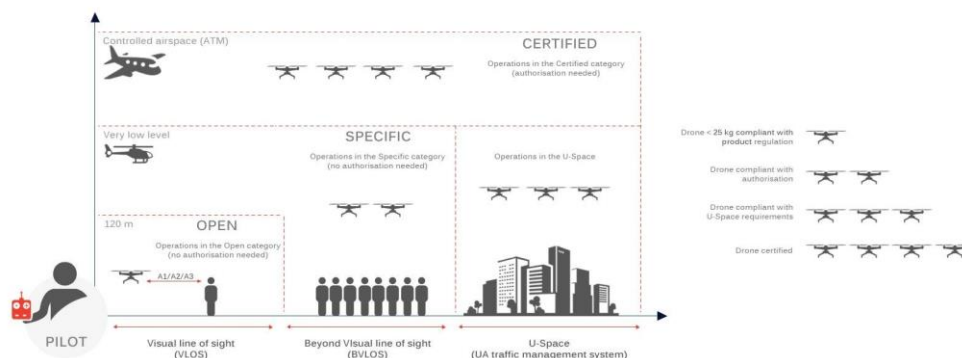 Controlled airspace (ATM)
CERTIFIED
Operations in the Certified category
(authorisation needed)
Very low level
SPECIFIC
Operations in the Specific category
(no authorisation needed)
Operations in the U-Space
120 m
OPEN
Operations in the Open category
(no authorisation needed)
A1/A2/A3
PILOT
Visual line of sight
(VLOS)
Beyond VIsual line of sight
(BVLOS)
U-Space
(UA traffic management system)
Drone < 25 kg compliant with
product regulation
Drone compliant with
authorisation
Drone compliant with
U-Space requirements
Drone certified